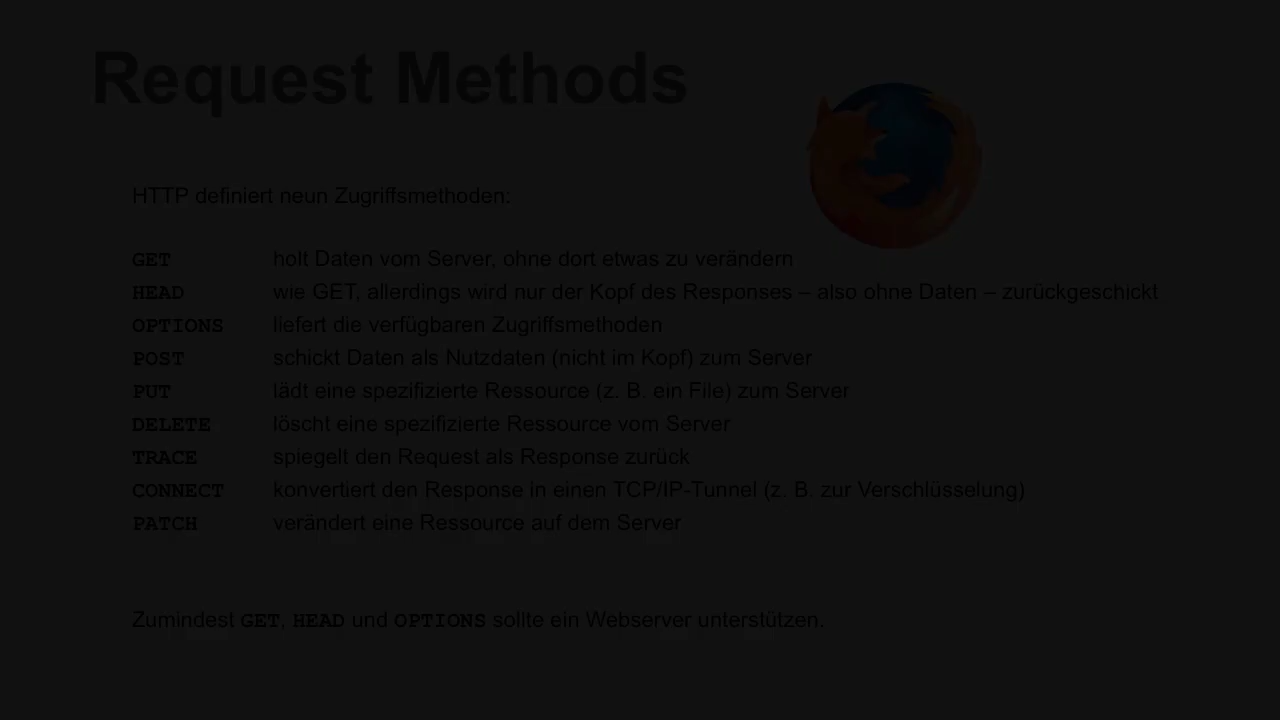 Request Methods
HTTP definiert neun Zugriffsmethoden:
GET holt Daten vom Server, ohne dort etwas zu verändern
HEAD wie GET, allerdings wird nur der Kopf des Responses – also ohne Daten – zurückgeschickt
OPTIONS liefert die verfügbaren Zugriffsmethoden
POST schickt Daten als Nutzdaten (nicht im Kopf) zum Server
PUT lädt eine spezifizierte Ressource (z. B. ein File) zum Server
DELETE löscht eine spezifizierte Ressource vom Server
TRACE spiegelt den Request als Response zurück
CONNECT konvertiert den Response in einen TCP/IP-Tunnel (z. B. zur Verschlüsselung)
PATCH verändert eine Ressource auf dem Server
Zumindest GET, HEAD und OPTIONS sollte ein Webserver unterstützen.